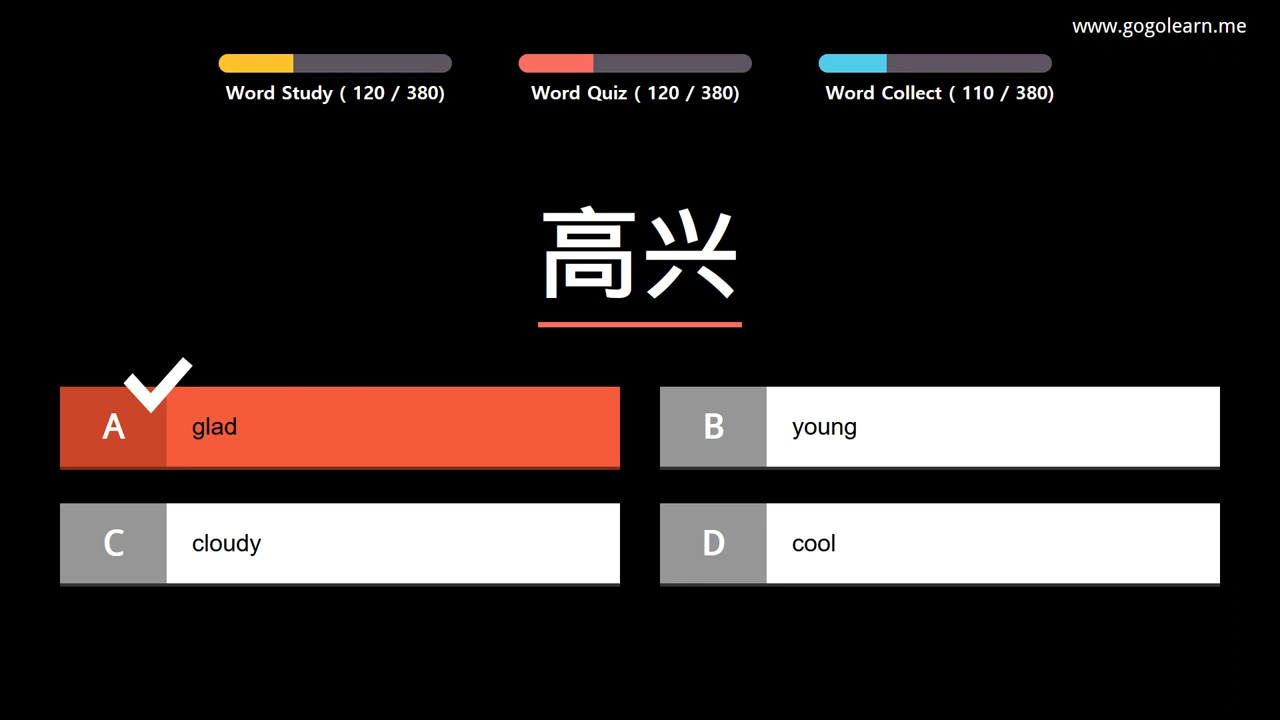 www.gogolearn.me
Word Study ( 120 / 380)
Word Quiz ( 120 / 380)
Word Collect ( 110 / 380)
高兴
A glad
B young
C cloudy
D cool